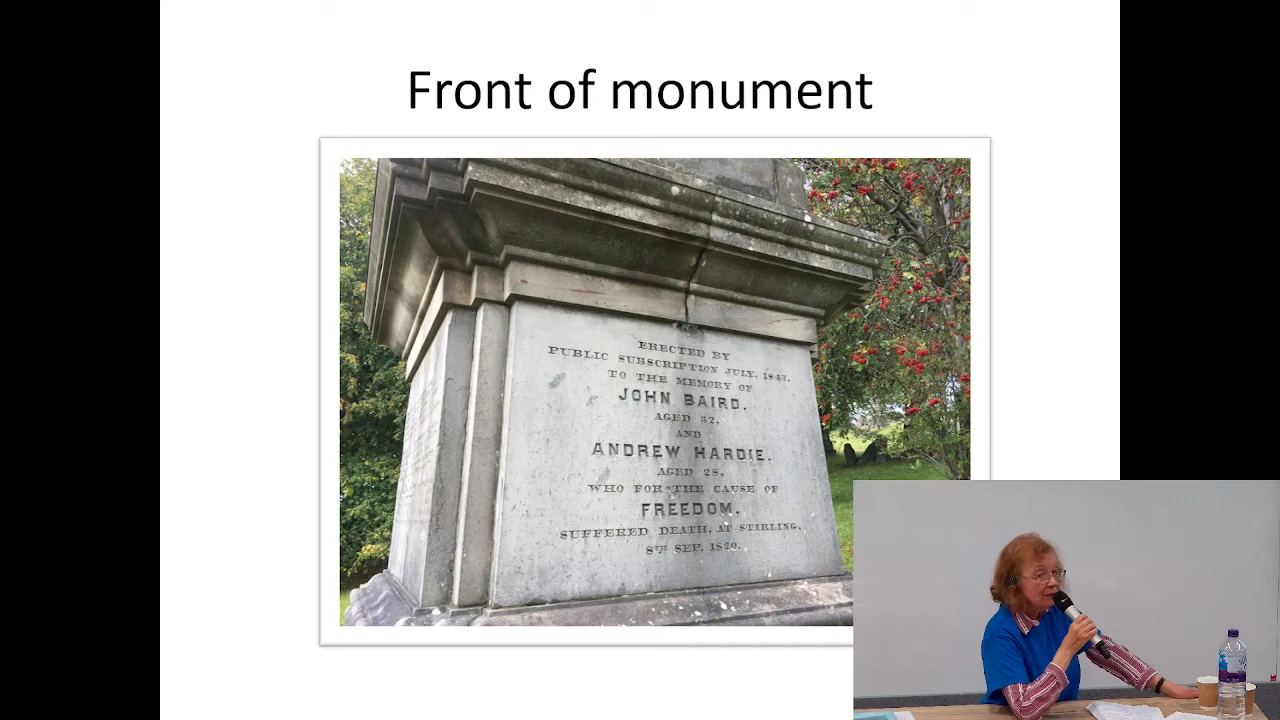 Front of monument
ERECTED BY
PUBLIC SUBSCRIPTION JULY, 1847.
TO THE MEMORY OF
JOHN BAIRD,
AGED 32,
AND
ANDREW HARDIE,
AGED 28,
WHO FOR THE CAUSE OF
FREEDOM,
SUFFERED DEATH, AT STIRLING,
8TH SEP. 1820.